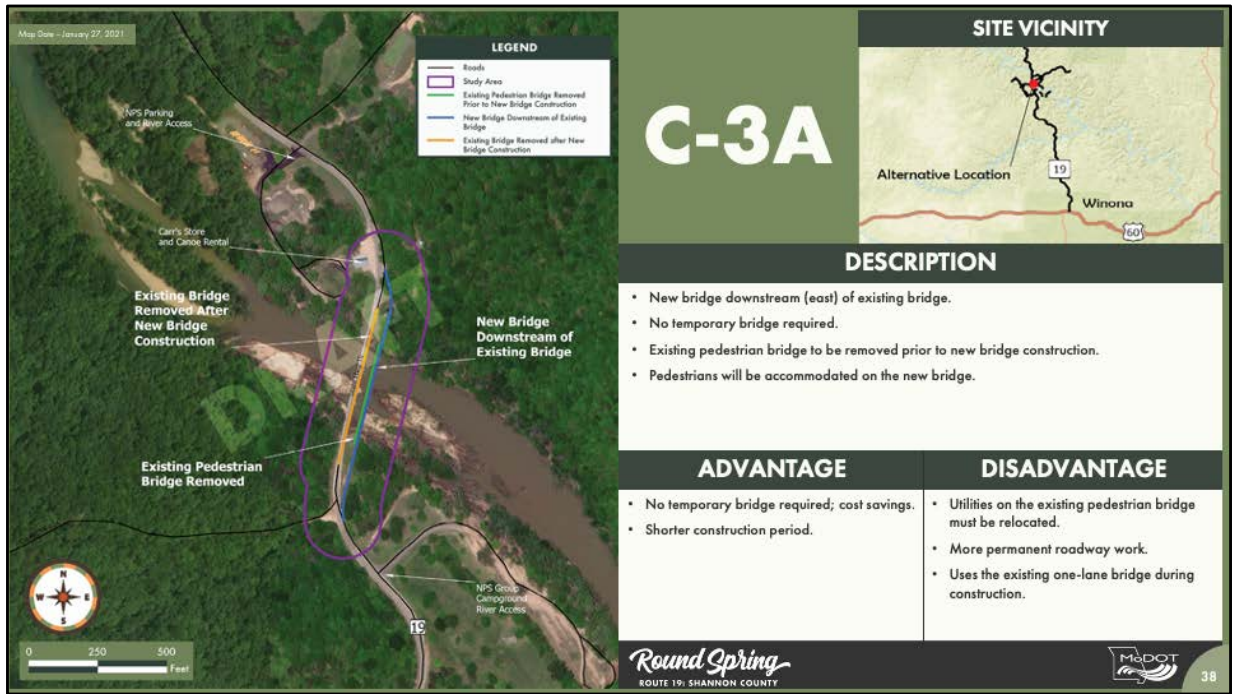 Map Date – January 27, 2021
LEGEND
Roads
Study Area
Existing Pedestrian Bridge Removed
Prior to New Bridge Construction
New Bridge Downstream of Existing
Bridge
Existing Bridge Removed after New
Bridge Construction
NPS Parking
and River Access
Carr's Store
and Canoe Rental
Existing Bridge
Removed After
New Bridge
Construction
New Bridge
Downstream of
Existing Bridge
Existing Pedestrian
Bridge Removed
NPS Group
Campground
River Access
19
N
W E
S
0 250 500
Feet
C-3A
SITE VICINITY
Alternative Location
19
Winona
60
DESCRIPTION
• New bridge downstream (east) of existing bridge.
• No temporary bridge required.
• Existing pedestrian bridge to be removed prior to new bridge construction.
• Pedestrians will be accommodated on the new bridge.
ADVANTAGE
• No temporary bridge required; cost savings.
• Shorter construction period.
DISADVANTAGE
• Utilities on the existing pedestrian bridge
must be relocated.
• More permanent roadway work.
• Uses the existing one-lane bridge during
construction.
Round Spring
ROUTE 19: SHANNON COUNTY
MoDOT
38